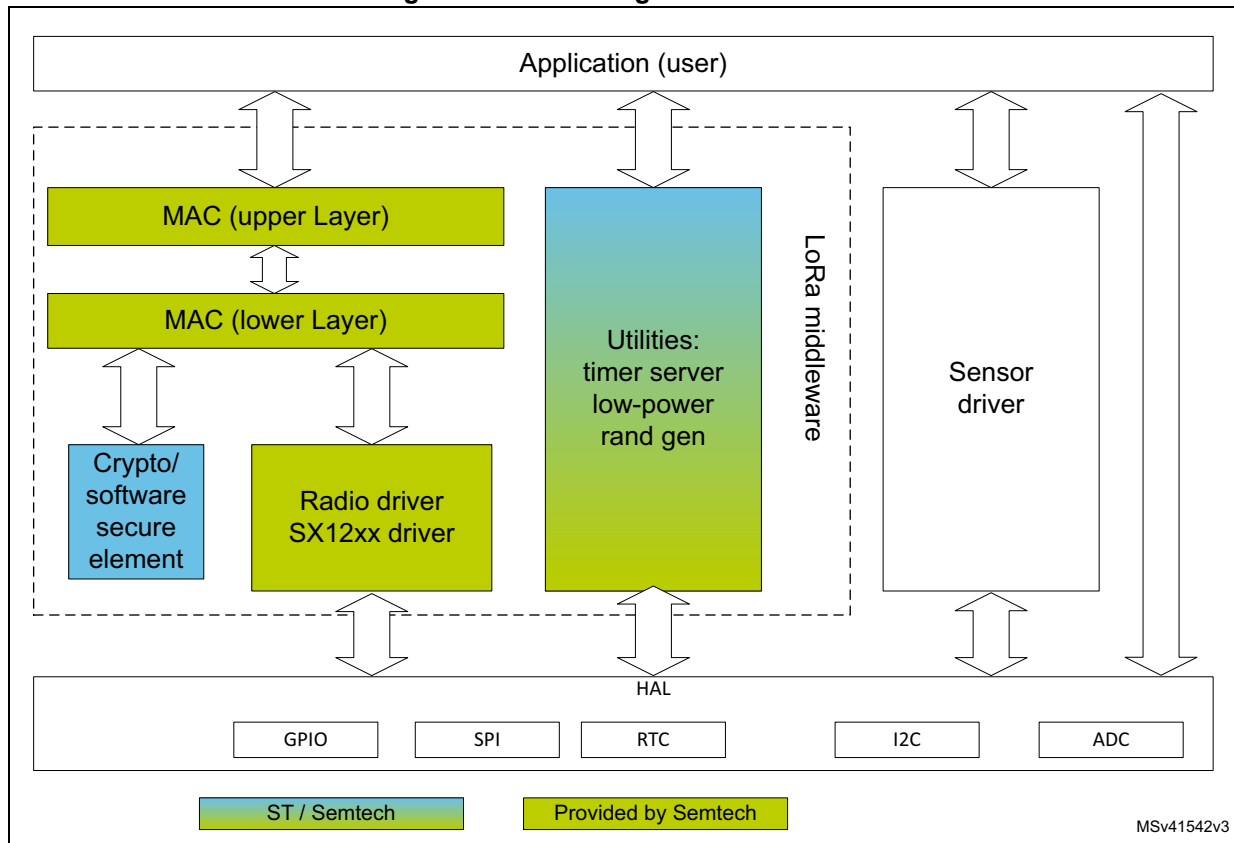 Application (user)
MAC (upper Layer)
MAC (lower Layer)
Crypto/
software
secure
element
Radio driver
SX12xx driver
Utilities:
timer server
low-power
rand gen
LoRa middleware
Sensor
driver
HAL
GPIO
SPI
RTC
I2C
ADC
ST / Semtech
Provided by Semtech
MSv41542v3